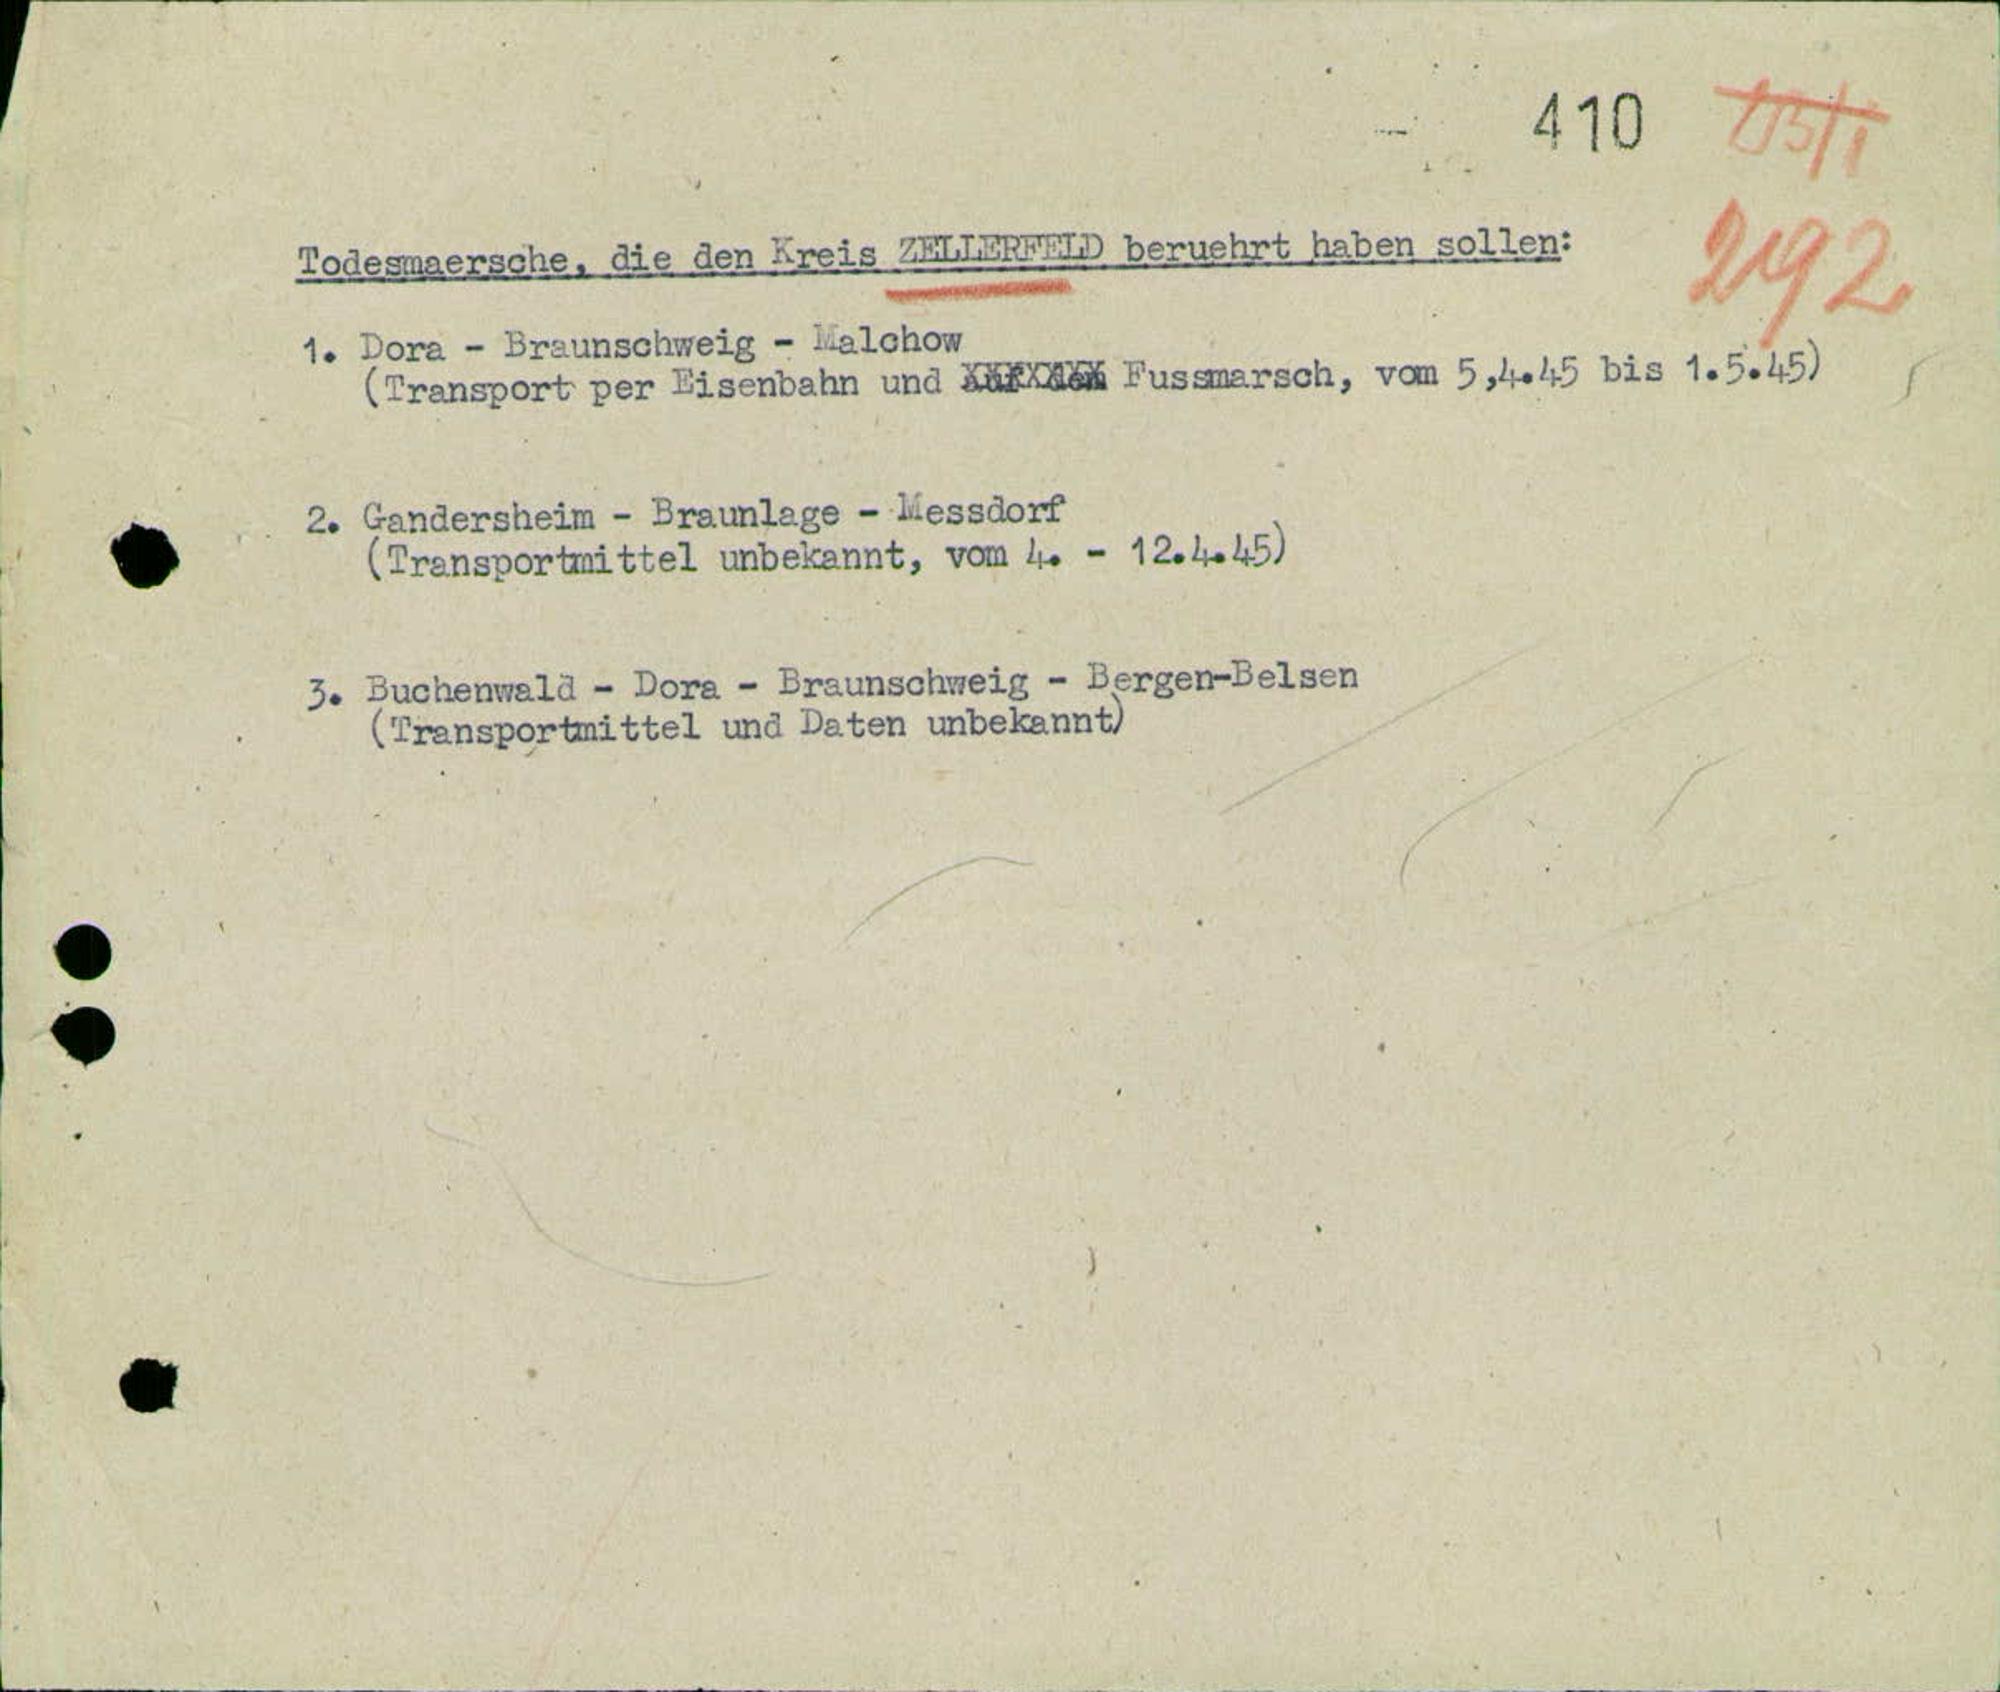 410
292
Todesmaersche, die den Kreis ZELLERFELD beruehrt haben sollen:
1. Dora - Braunschweig - Malchow
(Transport per Eisenbahn und Fussmarsch, vom 5,4.45 bis 1.5.45)
2. Gandersheim - Braunlage - Messdorf
(Transportmittel unbekannt, vom 4. - 12.4.45)
3. Buchenwald - Dora - Braunschweig - Bergen-Belsen
(Transportmittel und Daten unbekannt)